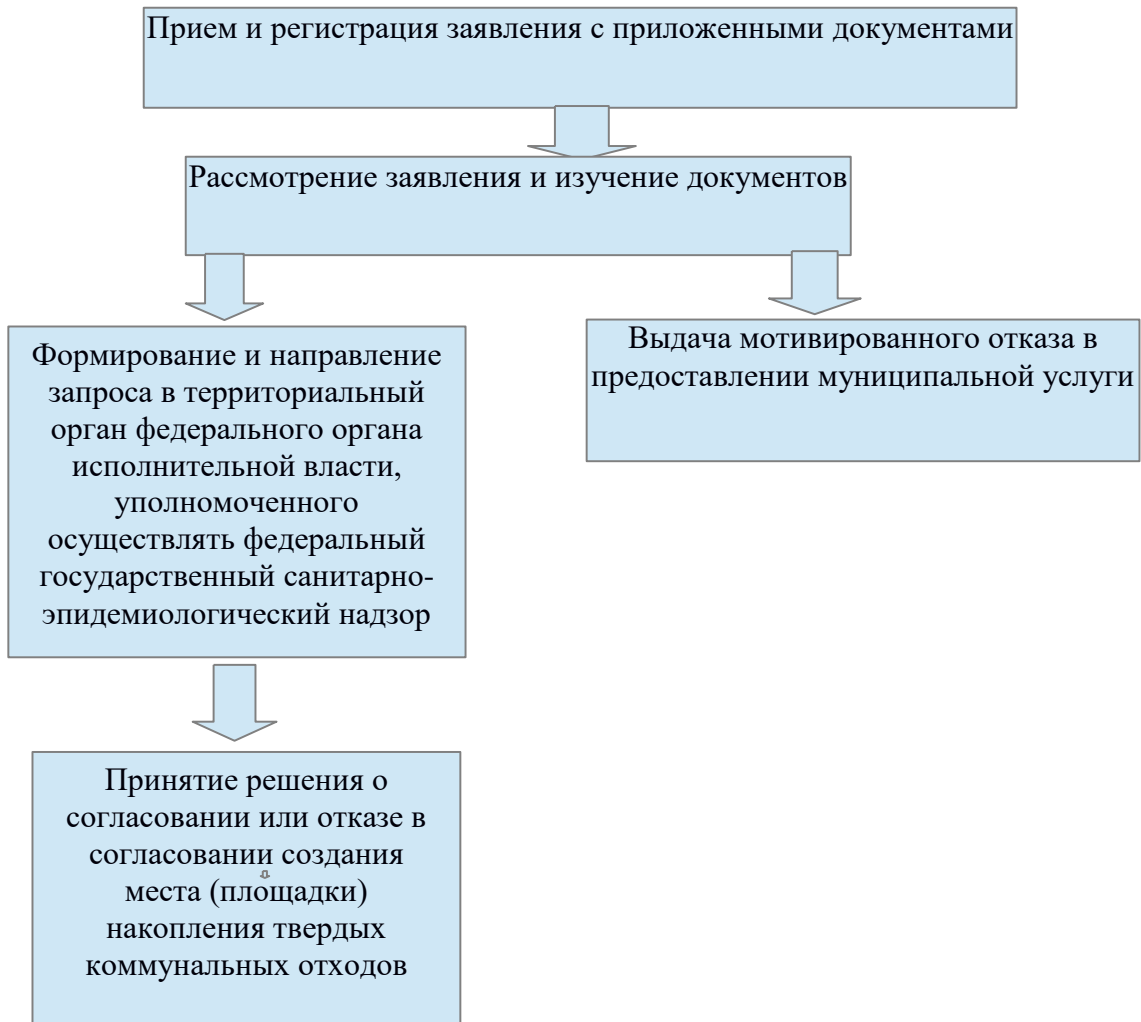 Прием и регистрация заявления с приложенными документами
Рассмотрение заявления и изучение документов
Формирование и направление
запроса в территориальный
орган федерального органа
исполнительной власти,
уполномоченного
осуществлять федеральный
государственный санитарно-
эпидемиологический надзор
Выдача мотивированного отказа в
предоставлении муниципальной услуги
Принятие решения о
согласовании или отказе в
согласовании создания
места (площадки)
накопления твердых
коммунальных отходов